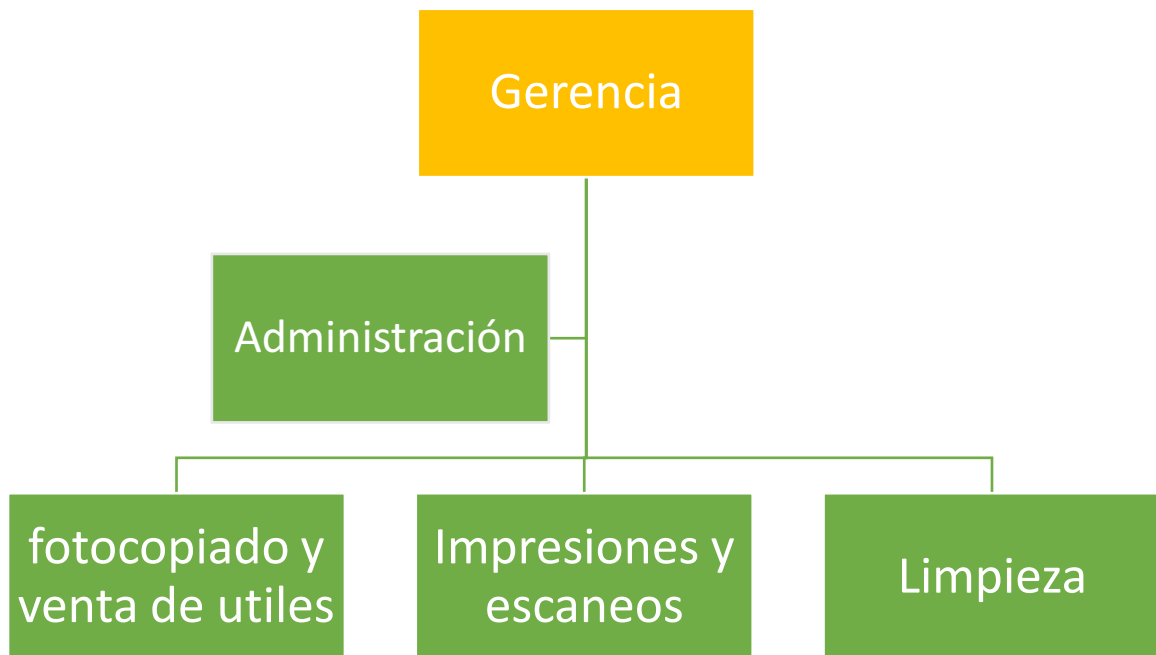 Gerencia
Administración
fotocopiado y
venta de utiles
Impresiones y
escaneos
Limpieza